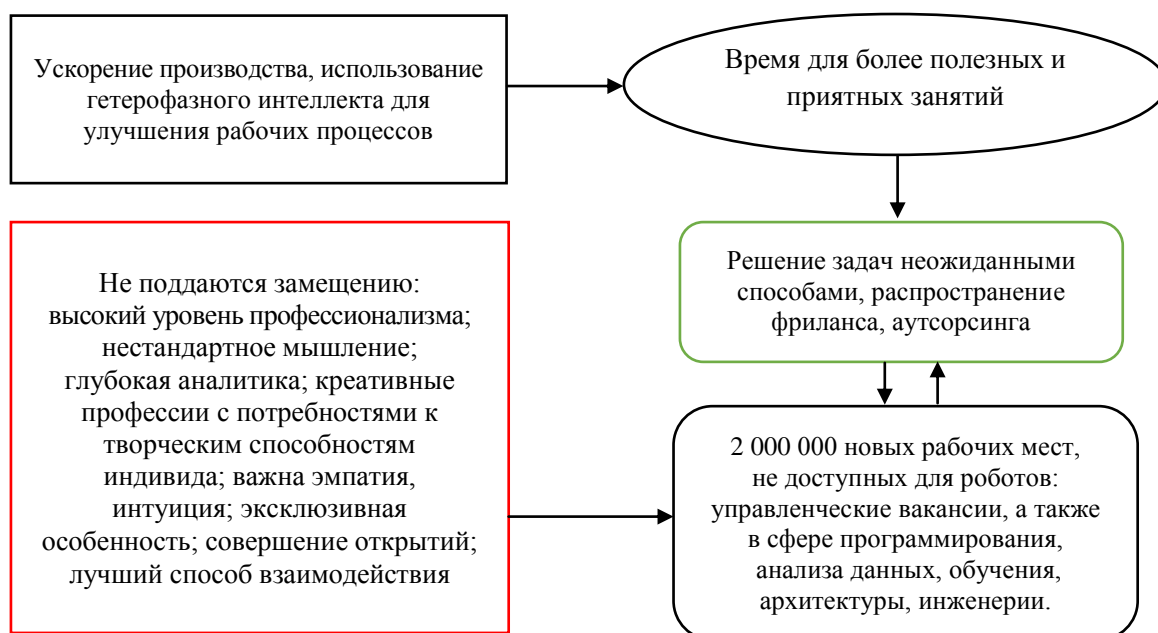 Ускорение производства, использование
гетерофазного интеллекта для
улучшения рабочих процессов
Время для более полезных и
приятных занятий
Не поддаются замещению:
высокий уровень профессионализма;
нестандартное мышление;
глубокая аналитика; креативные
профессии с потребностями к
творческим способностям
индивида; важна эмпатия,
интуиция; эксклюзивная
особенность; совершение открытий;
лучший способ взаимодействия
Решение задач неожиданными
способами, распространение
фриланса, аутсорсинга
2 000 000 новых рабочих мест,
не доступных для роботов:
управленческие вакансии, а также
в сфере программирования,
анализа данных, обучения,
архитектуры, инженерии.